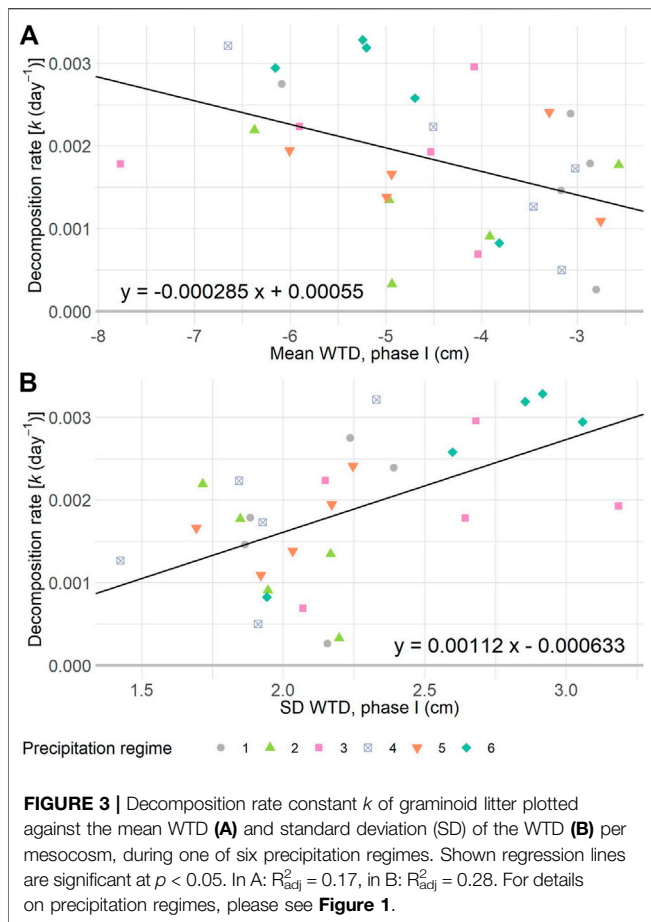 A
Decomposition rate [k (day⁻¹)]
0.003
0.002
0.001
0.000
y = -0.000285 x + 0.00055
-8 -7 -6 -5 -4 -3
Mean WTD, phase I (cm)
B
Decomposition rate [k (day⁻¹)]
0.003
0.002
0.001
0.000
y = 0.00112 x - 0.000633
1.5 2.0 2.5 3.0
SD WTD, phase I (cm)
Precipitation regime 1 2 3 4 5 6
FIGURE 3 | Decomposition rate constant k of graminoid litter plotted
against the mean WTD (A) and standard deviation (SD) of the WTD (B) per
mesocosm, during one of six precipitation regimes. Shown regression lines
are significant at p < 0.05. In A: R²adj = 0.17, in B: R²adj = 0.28. For details
on precipitation regimes, please see Figure 1.